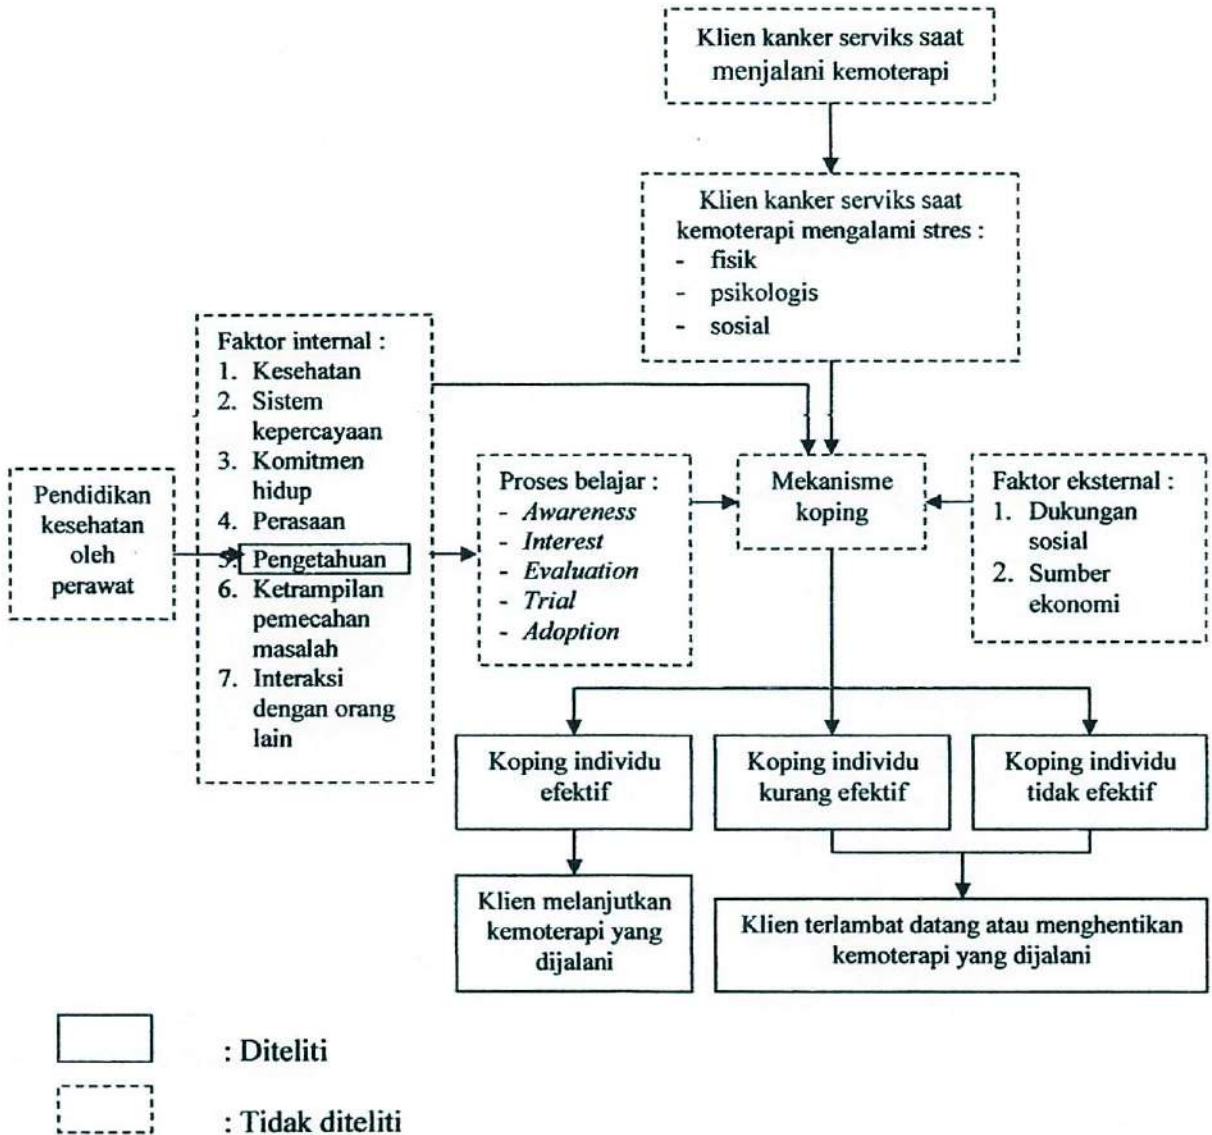 Klien kanker serviks saat
menjalani kemoterapi
Klien kanker serviks saat
kemoterapi mengalami stres :
- fisik
- psikologis
- sosial
Faktor internal :
1. Kesehatan
2. Sistem
kepercayaan
3. Komitmen
hidup
4. Perasaan
5. Pengetahuan
6. Ketrampilan
pemecahan
masalah
7. Interaksi
dengan orang
lain
Pendidikan
kesehatan
oleh
perawat
Proses belajar :
- Awareness
- Interest
- Evaluation
- Trial
- Adoption
Mekanisme
koping
Faktor eksternal :
1. Dukungan
sosial
2. Sumber
ekonomi
Koping individu
efektif
Koping individu
kurang efektif
Koping individu
tidak efektif
Klien melanjutkan
kemoterapi yang
dijalani
Klien terlambat datang atau menghentikan
kemoterapi yang dijalani
: Diteliti
: Tidak diteliti